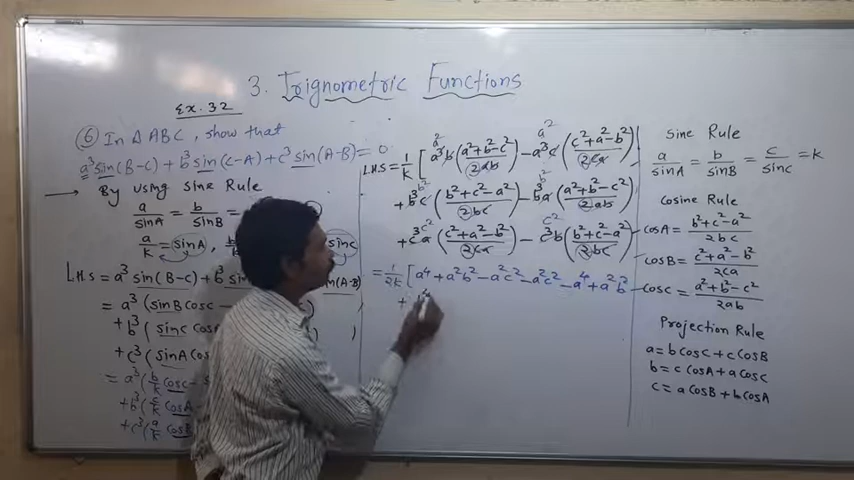 3. Trignometric Functions
Ex. 32
(6) In Δ ABC, show that
a³ sin(B-C) + b³ sin(C-A) + c³ sin(A-B) = 0
→ By using sine Rule
a/sinA = b/sinB =
a/k = sinA, b/ sinC
LHS = a³ sin(B-C) + b³ sin (A-B)
= a³ (sinB cosC -
+ b³ (sinC cos )
+ c³ (sinA cos )
= a³ (b/k cosC -
+ b³ (c/k cosA -
+ c³ (a/k cosB
LHS = 1/k [ a³b (a²+b²-c² / 2ab) - a³c (c²+a²-b² / 2ca)
+ b³c (b²+c²-a² / 2bc) - b³a (a²+b²-c² / 2ab)
+ c³a (c²+a²-b² / 2ca) - c³b (b²+c²-a² / 2bc)
= 1/2k [ a⁴ + a²b² - a²c² - a²c² - a⁴ + a²b²
+
Sine Rule
a/sinA = b/sinB = c/sinC = k
Cosine Rule
cosA = b²+c²-a² / 2bc
cosB = c²+a²-b² / 2ca
cosC = a²+b²-c² / 2ab
Projection Rule
a = b cosC + c cosB
b = c cosA + a cosC
c = a cosB + b cosA